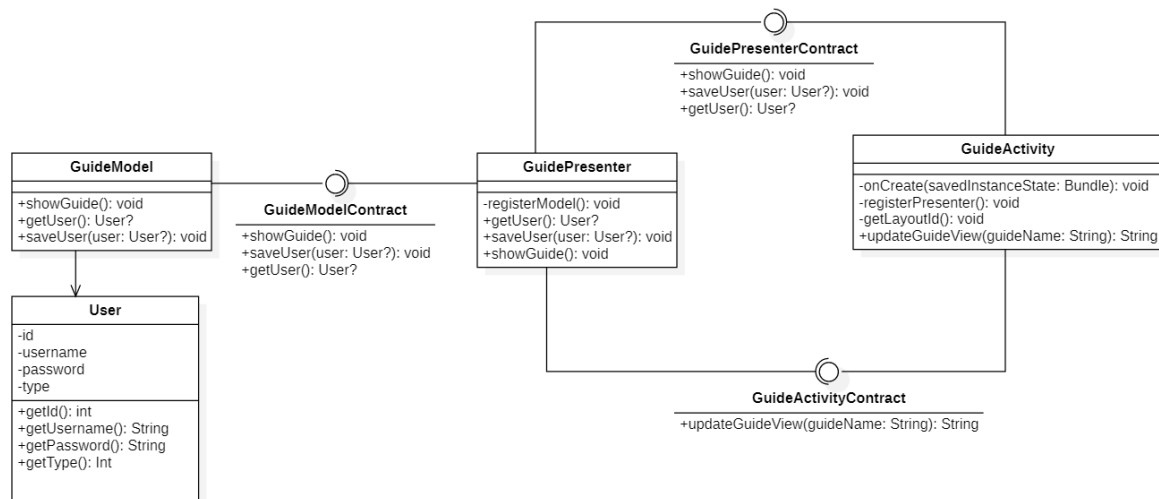 GuidePresenterContract
+showGuide(): void
+saveUser(user: User?): void
+getUser(): User?
GuideModel
+showGuide(): void
+getUser(): User?
+saveUser(user: User?): void
GuideModelContract
+showGuide(): void
+saveUser(user: User?): void
+getUser(): User?
GuidePresenter
-registerModel(): void
+getUser(): User?
+saveUser(user: User?): void
+showGuide(): void
GuideActivity
-onCreate(savedInstanceState: Bundle): void
-registerPresenter(): void
-getLayoutId(): void
+updateGuideView(guideName: String): String
User
-id
-username
-password
-type
+getId(): int
+getUsername(): String
+getPassword(): String
+getType(): Int
GuideActivityContract
+updateGuideView(guideName: String): String